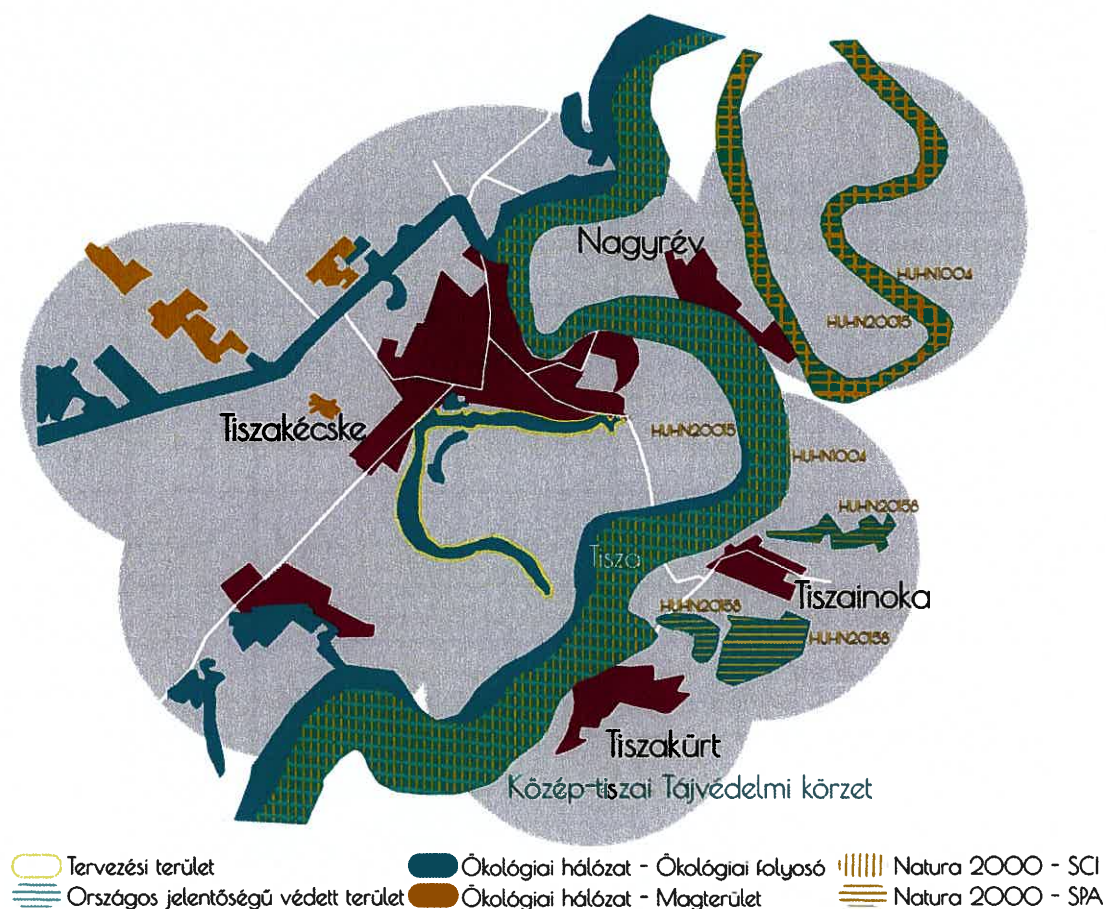 Nagyrév
HUHN1004
HUHN20015
Tiszakécske
HUHN20015
HUHN1004
HUHN20158
Tisza
Tiszainoka
HUHN20158
HUHN20158
Tiszakürt
Közép-tiszai Tájvédelmi körzet
Tervezési terület
Ökológiai hálózat - Ökológiai folyosó
Natura 2000 - SCI
Országos jelentőségű védett terület
Ökológiai hálózat - Magterület
Natura 2000 - SPA